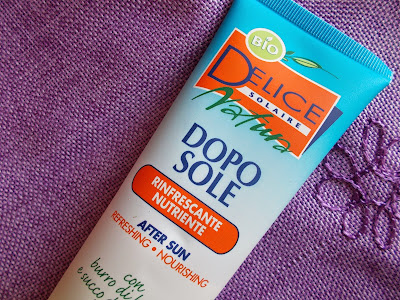 BIO
DELICE
SOLAIRE
Natura
DOPO
SOLE
RINFRESCANTE
NUTRIENTE
AFTER SUN
REFRESHING • NOURISHING
con
burro di
e succo